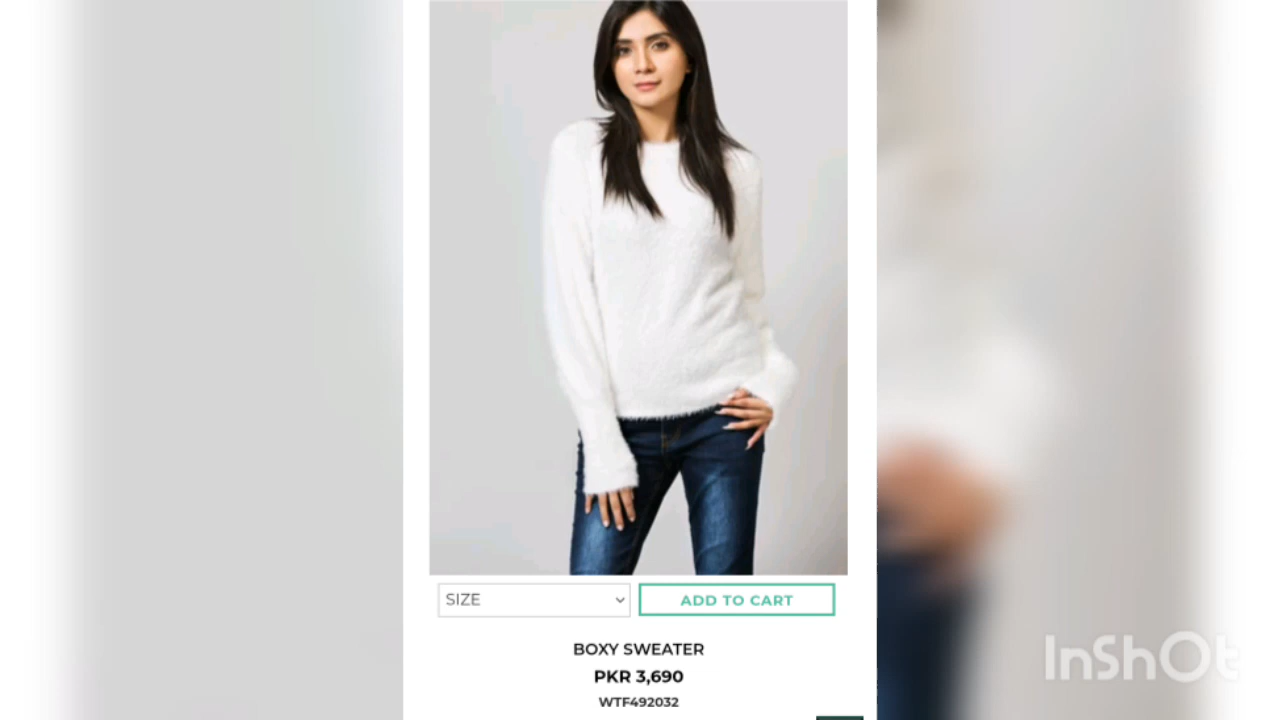 SIZE
ADD TO CART
BOXY SWEATER
PKR 3,690
WTF492032
InShOt